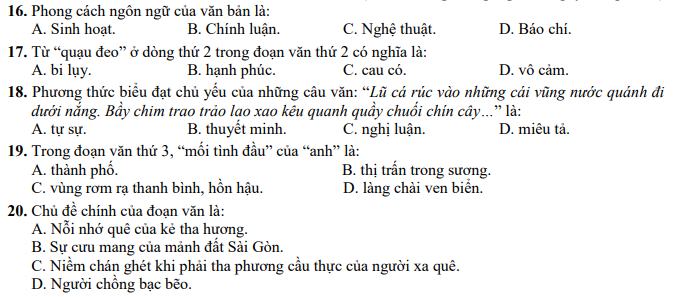 16. Phong cách ngôn ngữ của văn bản là:
A. Sinh hoạt. B. Chính luận. C. Nghệ thuật. D. Báo chí.
17. Từ “quạu đeo” ở dòng thứ 2 trong đoạn văn thứ 2 có nghĩa là:
A. bi lụy. B. hạnh phúc. C. cau có. D. vô cảm.
18. Phương thức biểu đạt chủ yếu của những câu văn: “Lũ cá rúc vào những cái vũng nước quánh đi
dưới nắng. Bầy chim trao trảo lao xao kêu quanh quầy chuối chín cây…” là:
A. tự sự. B. thuyết minh. C. nghị luận. D. miêu tả.
19. Trong đoạn văn thứ 3, “mối tình đầu” của “anh” là:
A. thành phố. B. thị trấn trong sương.
C. vùng rơm rạ thanh bình, hồn hậu. D. làng chài ven biển.
20. Chủ đề chính của đoạn văn là:
A. Nỗi nhớ quê của kẻ tha hương.
B. Sự cưu mang của mảnh đất Sài Gòn.
C. Niềm chán ghét khi phải tha phương cầu thực của người xa quê.
D. Người chồng bạc bẽo.